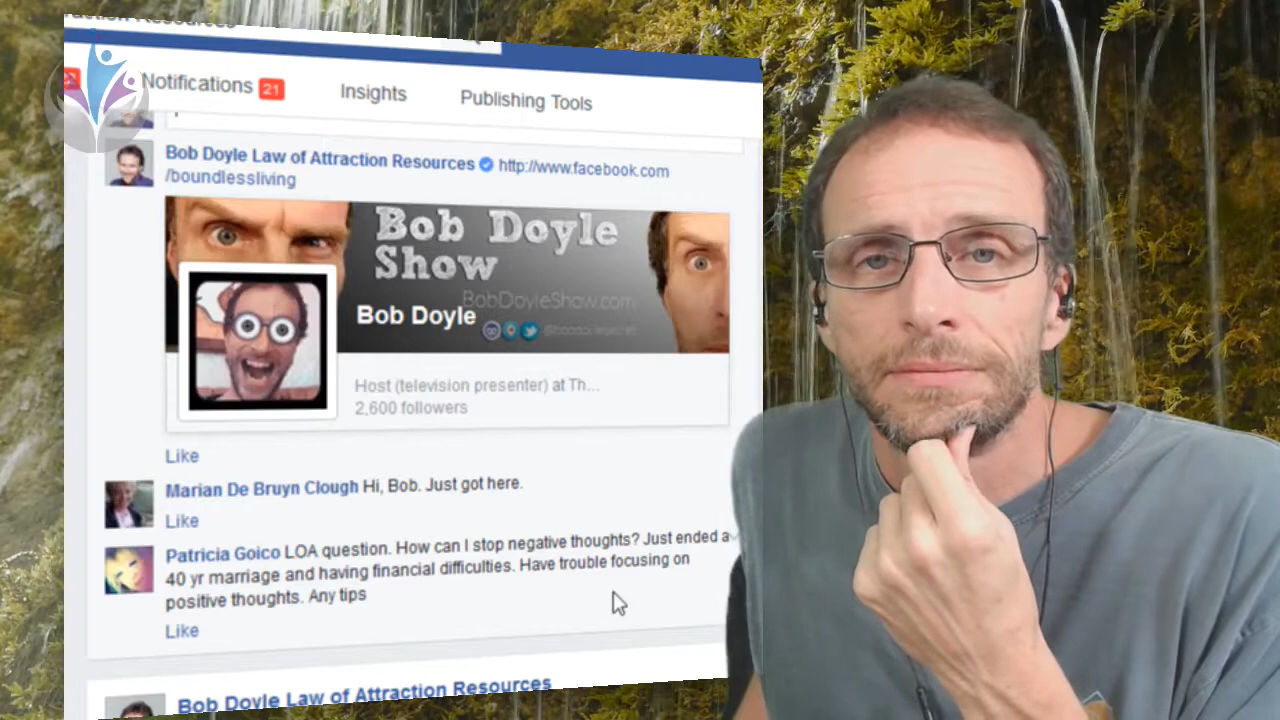 Notifications 21 Insights Publishing Tools
Bob Doyle Law of Attraction Resources http://www.facebook.com
/boundlessliving
Bob Doyle
Show
BobDoyleShow.com
Bob Doyle
Host (television presenter) at Th...
2,600 followers
Like
Marian De Bruyn Clough Hi, Bob. Just got here.
Like
Patricia Goico LOA question. How can I stop negative thoughts? Just ended a
40 yr marriage and having financial difficulties. Have trouble focusing on
positive thoughts. Any tips
Like
Bob Doyle Law of Attraction Resources